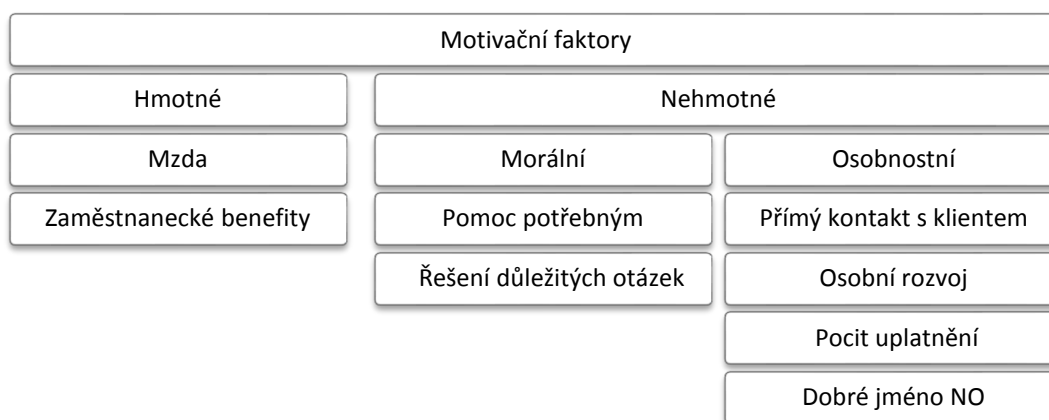 Motivační faktory
Hmotné
Nehmotné
Mzda
Morální
Osobnostní
Zaměstnanecké benefity
Pomoc potřebným
Přímý kontakt s klientem
Řešení důležitých otázek
Osobní rozvoj
Pocit uplatnění
Dobré jméno NO